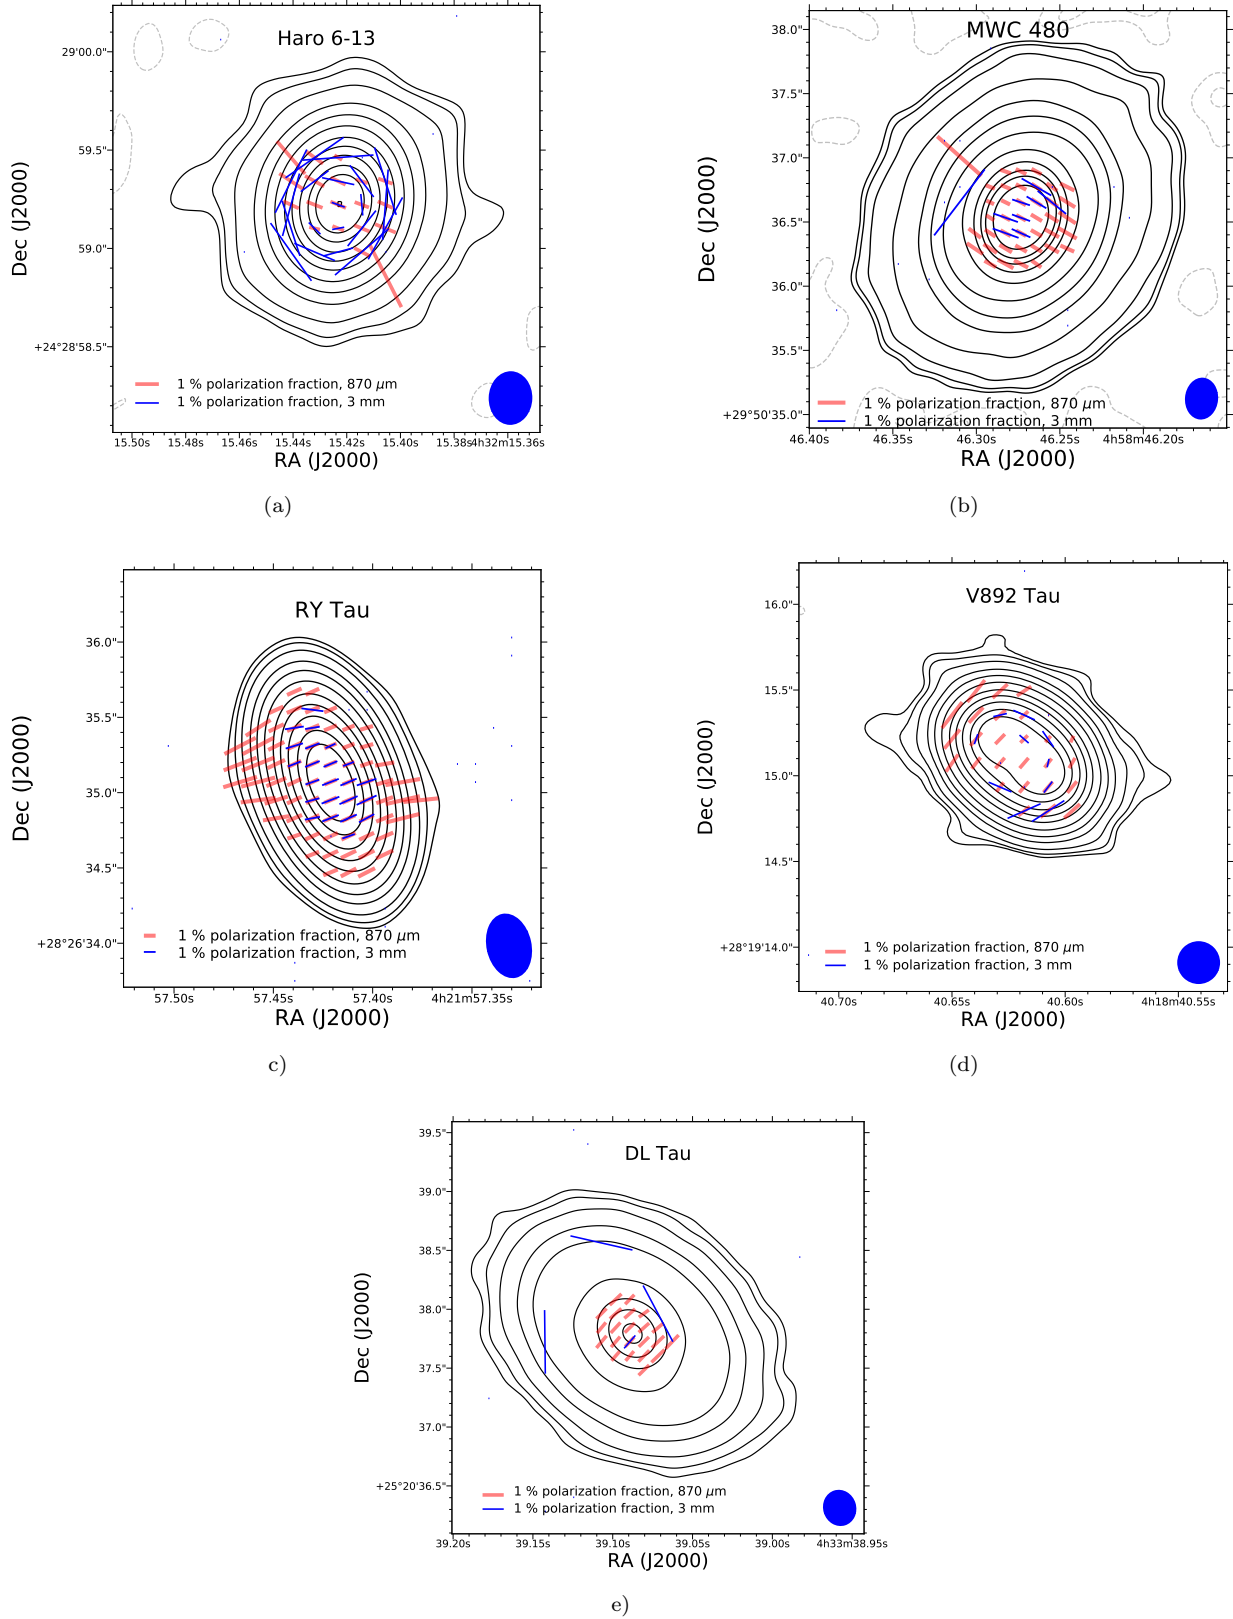 Haro 6-13
29'00.0"
59.5"
59.0"
+24°28'58.5"
Dec (J2000)
1 % polarization fraction, 870 μm
1 % polarization fraction, 3 mm
15.50s 15.48s 15.46s 15.44s 15.42s 15.40s 15.38s 4h32m15.36s
RA (J2000)
(a)
MWC 480
38.0"
37.5"
37.0"
36.5"
36.0"
35.5"
+29°50'35.0"
Dec (J2000)
1 % polarization fraction, 870 μm
1 % polarization fraction, 3 mm
46.40s 46.35s 46.30s 46.25s 4h58m46.20s
RA (J2000)
(b)
RY Tau
36.0"
35.5"
35.0"
34.5"
+28°26'34.0"
Dec (J2000)
1 % polarization fraction, 870 μm
1 % polarization fraction, 3 mm
57.50s 57.45s 57.40s 4h21m57.35s
RA (J2000)
c)
V892 Tau
16.0"
15.5"
15.0"
14.5"
+28°19'14.0"
Dec (J2000)
1 % polarization fraction, 870 μm
1 % polarization fraction, 3 mm
40.70s 40.65s 40.60s 4h18m40.55s
RA (J2000)
(d)
DL Tau
39.5"
39.0"
38.5"
38.0"
37.5"
37.0"
+25°20'36.5"
Dec (J2000)
1 % polarization fraction, 870 μm
1 % polarization fraction, 3 mm
39.20s 39.15s 39.10s 39.05s 39.00s 4h33m38.95s
RA (J2000)
e)